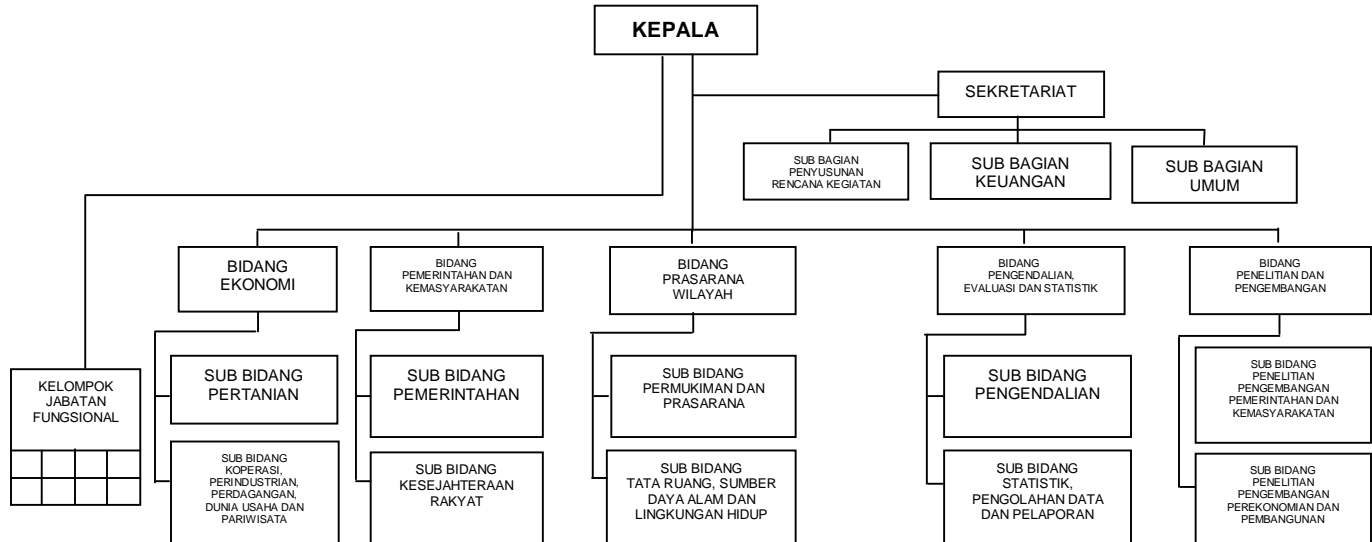 KEPALA
SEKRETARIAT
SUB BAGIAN
PENYUSUNAN
RENCANA KEGIATAN
SUB BAGIAN
KEUANGAN
SUB BAGIAN
UMUM
BIDANG
EKONOMI
BIDANG
PEMERINTAHAN DAN
KEMASYARAKATAN
BIDANG
PRASARANA
WILAYAH
BIDANG
PENGENDALIAN,
EVALUASI DAN STATISTIK
BIDANG
PENELITIAN DAN
PENGEMBANGAN
KELOMPOK
JABATAN
FUNGSIONAL
SUB BIDANG
PERTANIAN
SUB BIDANG
PEMERINTAHAN
SUB BIDANG
PERMUKIMAN DAN
PRASARANA
SUB BIDANG
PENGENDALIAN
SUB BIDANG
PENELITIAN
PENGEMBANGAN
PEMERINTAHAN DAN
KEMASYARAKATAN
SUB BIDANG
KOPERASI,
PERINDUSTRIAN,
PERDAGANGAN,
DUNIA USAHA DAN
PARIWISATA
SUB BIDANG
KESEJAHTERAAN
RAKYAT
SUB BIDANG
TATA RUANG, SUMBER
DAYA ALAM DAN
LINGKUNGAN HIDUP
SUB BIDANG
STATISTIK,
PENGOLAHAN DATA
DAN PELAPORAN
SUB BIDANG
PENELITIAN
PENGEMBANGAN
PEREKONOMIAN DAN
PEMBANGUNAN